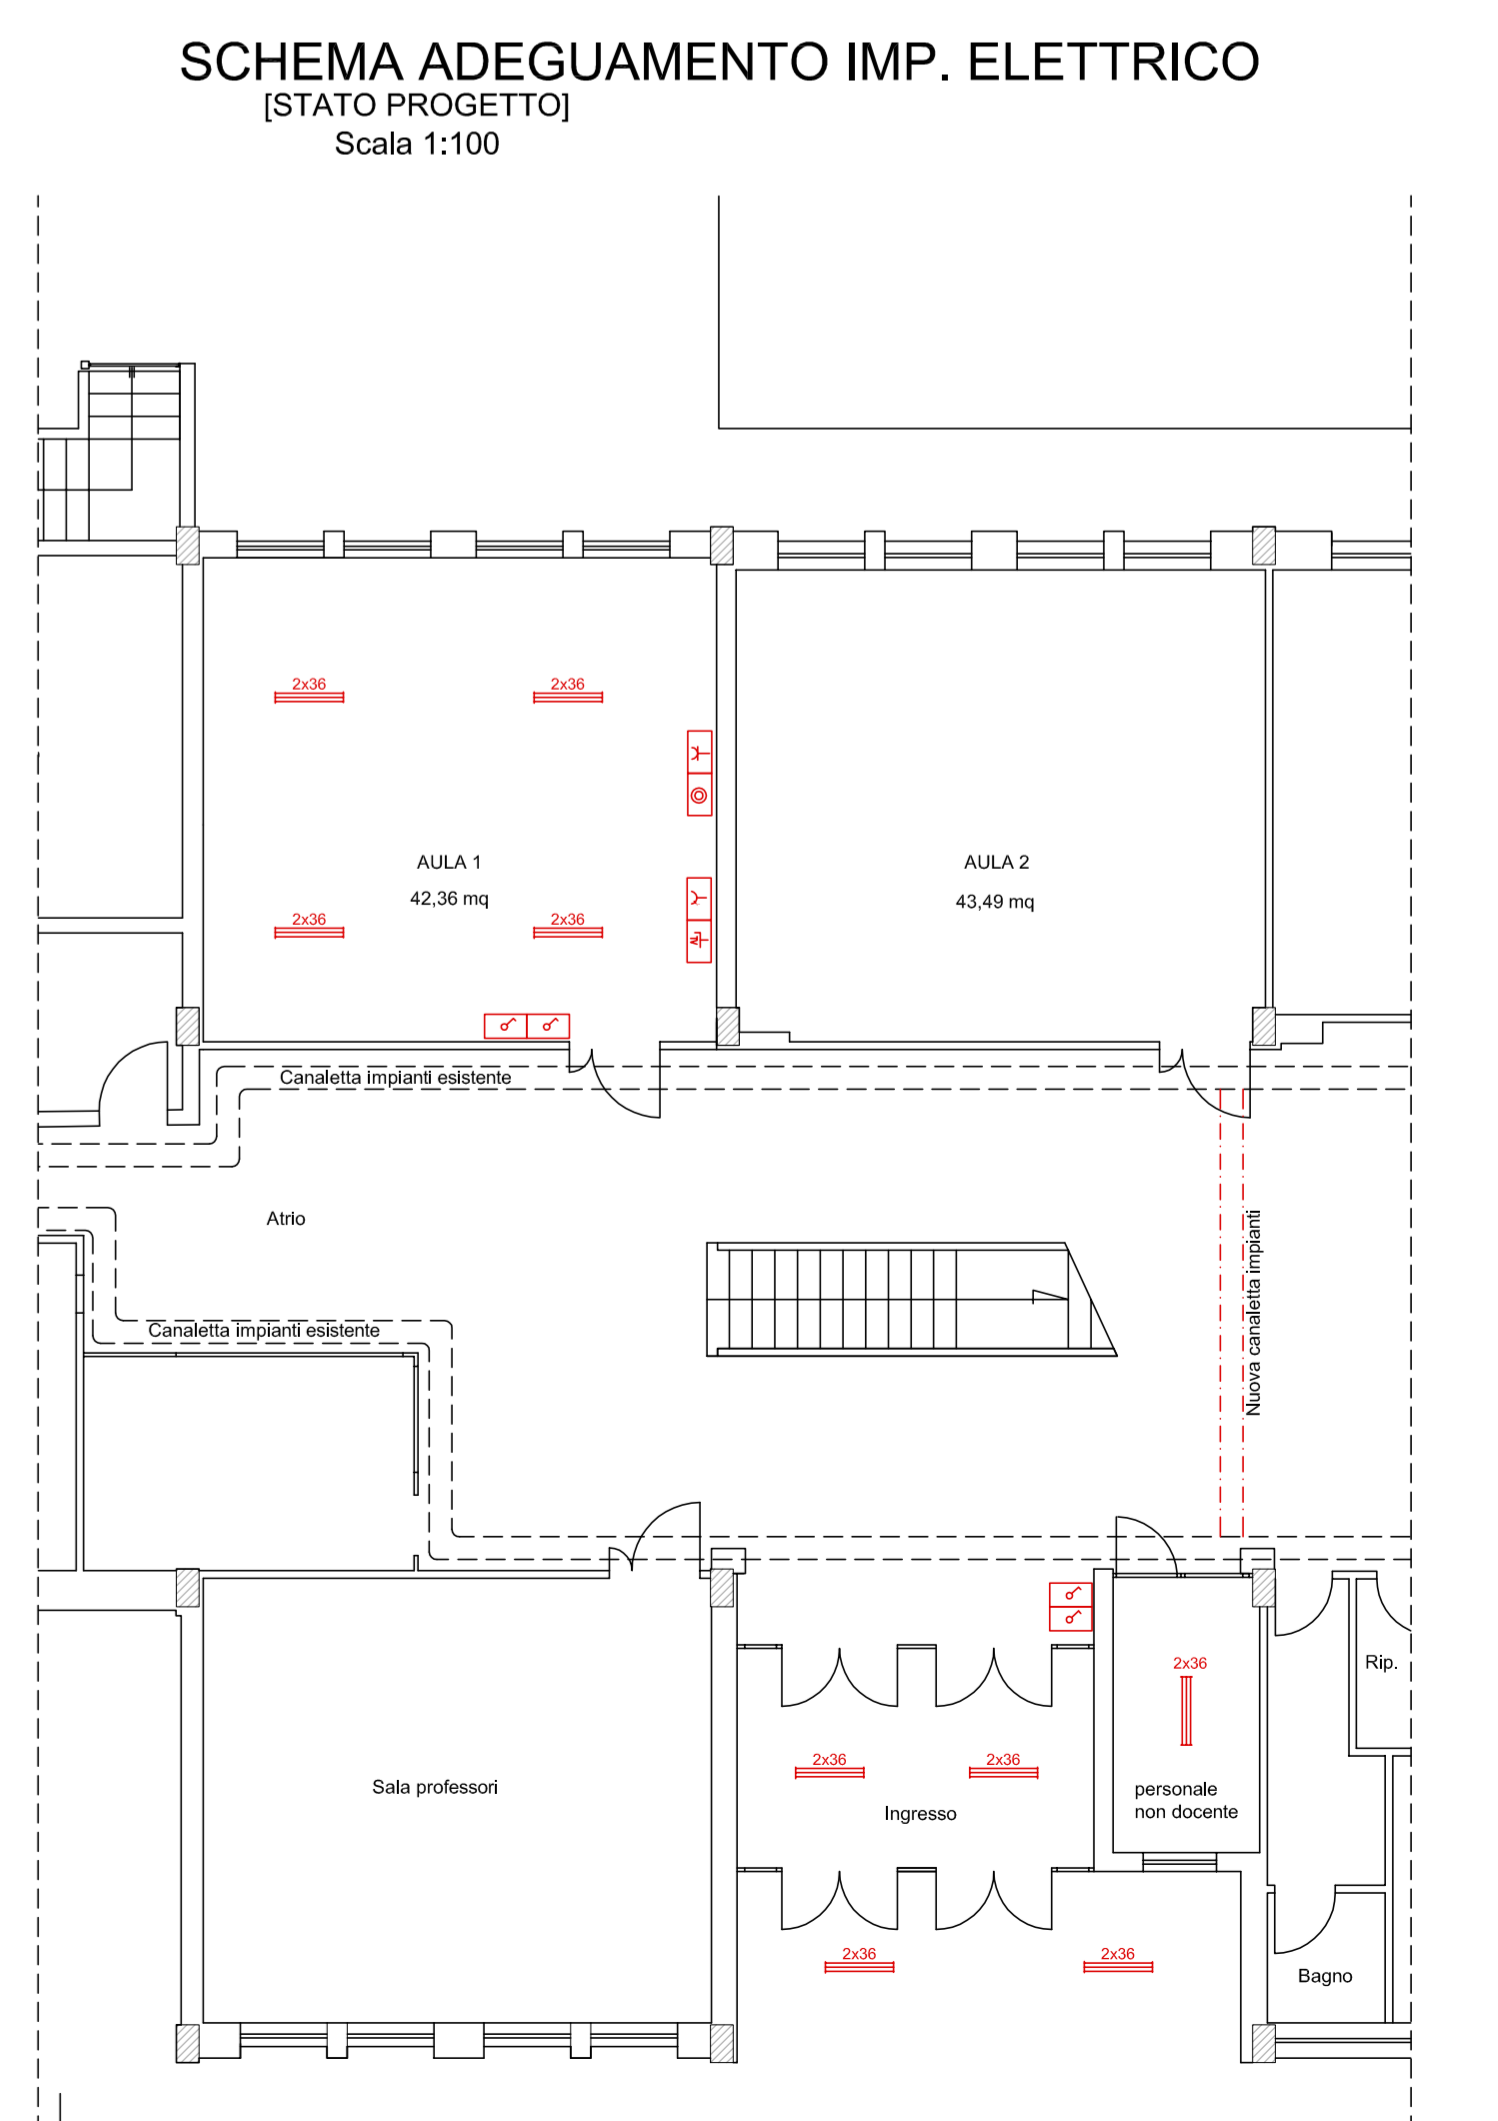 SCHEMA ADEGUAMENTO IMP. ELETTRICO
[STATO PROGETTO]
Scala 1:100
2x36
2x36
AULA 1
42,36 mq
AULA 2
43,49 mq
2x36
2x36
TV
Canaletta impianti esistente
Atrio
Nuova canaletta impianti
Canaletta impianti esistente
2x36
Rip.
Sala professori
2x36
2x36
Ingresso
personale
non docente
2x36
2x36
Bagno